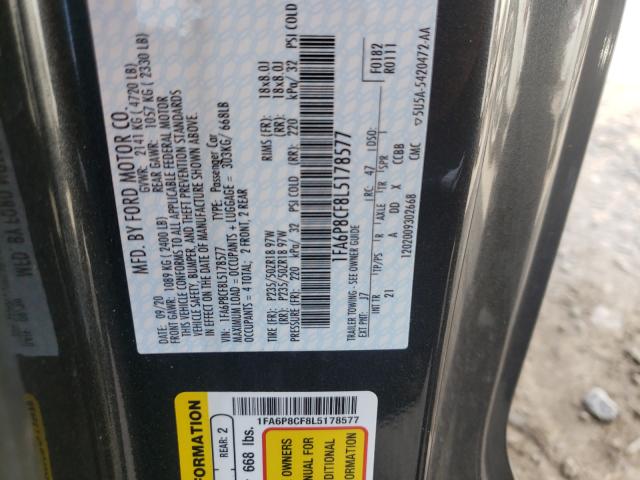 MFD. BY FORD MOTOR CO.
DATE: 09/20 GVWR: 2141 KG ( 4720 LB)
FRONT GAWR: 1089 KG ( 2400 LB) REAR GAWR: 1057 KG ( 2330 LB)
THIS VEHICLE CONFORMS TO ALL APPLICABLE FEDERAL MOTOR
VEHICLE SAFETY, BUMPER, AND THEFT PREVENTION STANDARDS
IN EFFECT ON THE DATE OF MANUFACTURE SHOWN ABOVE.
VIN: 1FA6P8CF8L5178577 TYPE: Passenger Car
MAXIMUM LOAD = OCCUPANTS + LUGGAGE = 303KG/ 668LB
OCCUPANTS = 4 TOTAL, 2 FRONT, 2 REAR
TIRE (FR): P235/50ZR18 97W RIMS (FR): 18x8.0J
(RR): P235/50ZR18 97W (RR): 18x8.0J
PRESSURE (FR): 220 kPa/ 32 PSI COLD (RR): 220 kPa/ 32 PSI COLD
1FA6P8CF8L5178577
TRAILER TOWING - SEE OWNER GUIDE
F0182
R0111
EXT PNT: J7 RC: 47 DSO:
INT TR TP/PS R AXLE TR SPR
21 A DD X CCBB
1202009302668 CMC
▽5U5A-5420472-AA
1FA6P8CF8L5178577
FORMATION
REAR: 2
668 lbs.
OWNERS
MANUAL FOR
ADDITIONAL
INFORMATION